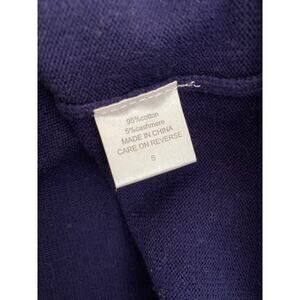 95%cotton
5%cashmere
MADE IN CHINA
CARE ON REVERSE
S